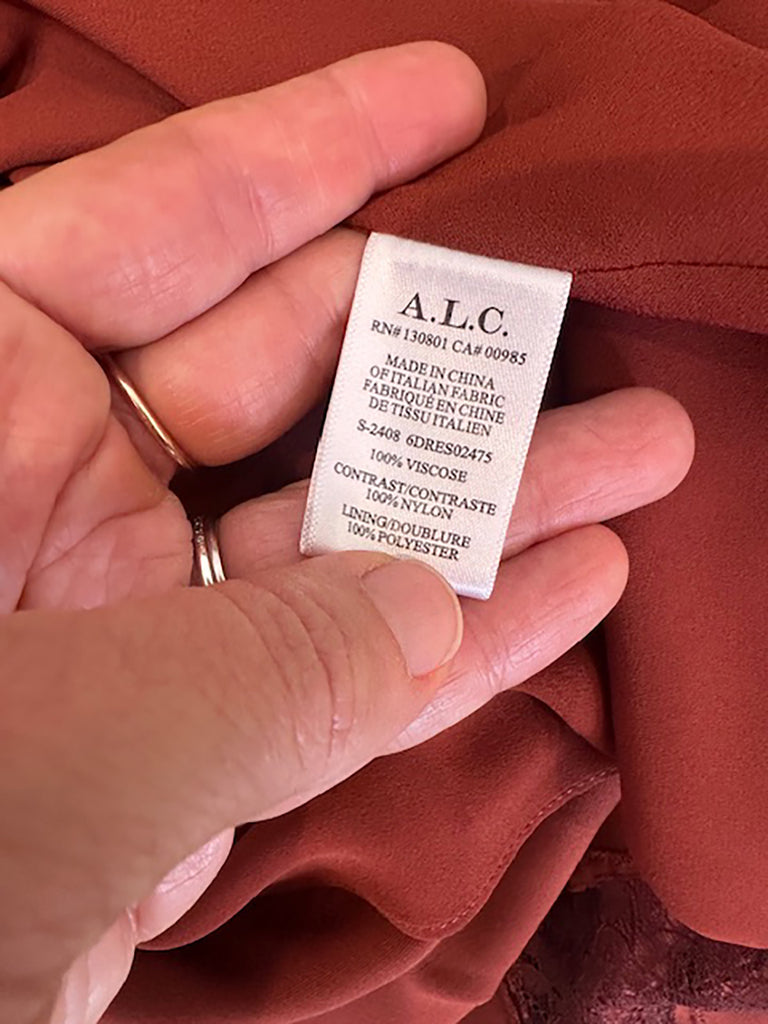 A.L.C.
RN# 130801 CA# 00985
MADE IN CHINA
OF ITALIAN FABRIC
FABRIQUÉ EN CHINE
DE TISSU ITALIEN
S-2408 6DRES02475
100% VISCOSE
CONTRAST/CONTRASTE
100% NYLON
LINING/DOUBLURE
100% POLYESTER